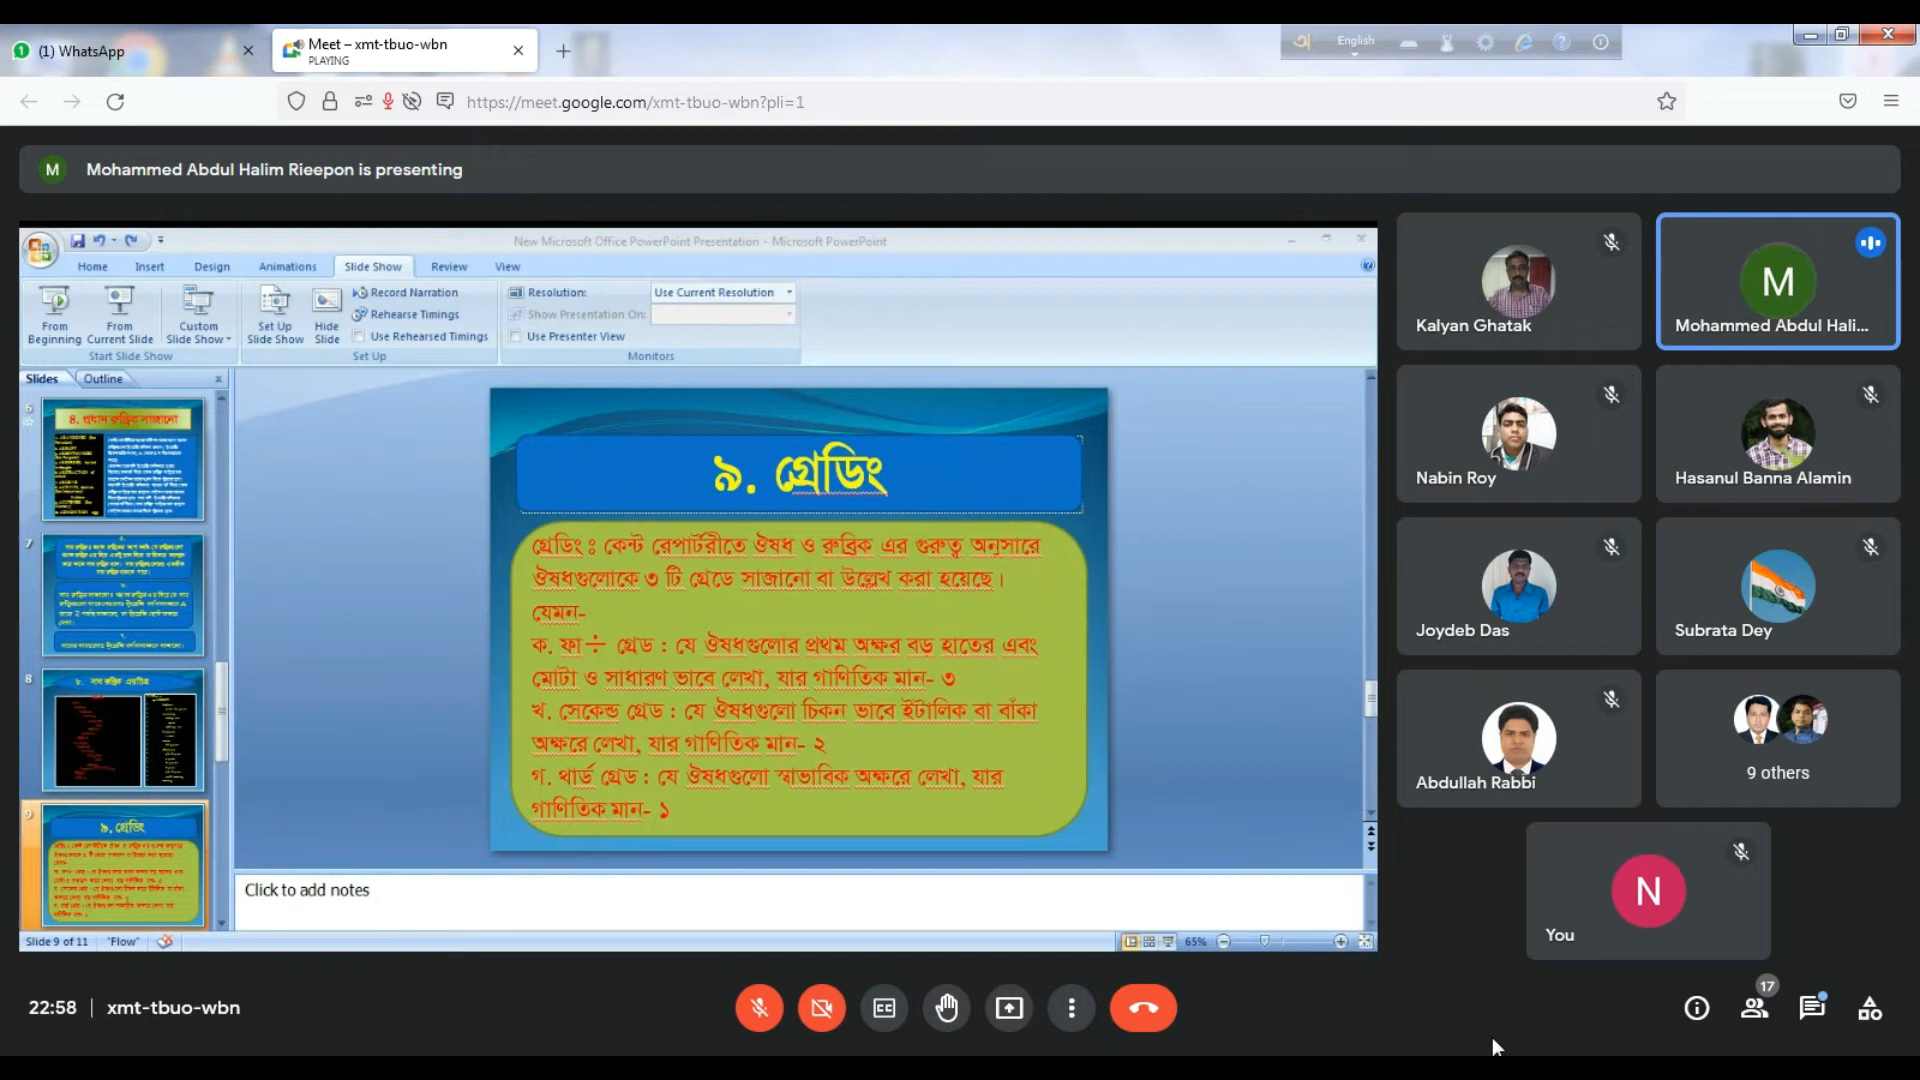 (1) WhatsApp
Meet – xmt-tbuo-wbn
PLAYING
English
https://meet.google.com/xmt-tbuo-wbn?pli=1
M
Mohammed Abdul Halim Rieepon is presenting
New Microsoft Office PowerPoint Presentation - Microsoft PowerPoint
Home Insert Design Animations Slide Show Review View
From Beginning
From Current Slide
Custom Slide Show
Start Slide Show
Set Up Slide Show
Hide Slide
Record Narration
Rehearse Timings
Use Rehearsed Timings
Set Up
Resolution: Use Current Resolution
Show Presentation On:
Use Presenter View
Monitors
Slides Outline
6
৪. প্রধান রুব্রিক সাজানো
7
8
9
৯. গ্রেডিং
৯. গ্রেডিং
গ্রেডিং : কেন্ট রেপার্টরীতে ঔষধ ও রুব্রিক এর গুরুত্ব অনুসারে
ঔষধগুলোকে ৩ টি গ্রেডে সাজানো বা উল্লেখ করা হয়েছে।
যেমন-
ক. ফা÷ গ্রেড : যে ঔষধগুলোর প্রথম অক্ষর বড় হাতের এবং
মোটা ও সাধারণ ভাবে লেখা, যার গাণিতিক মান- ৩
খ. সেকেন্ড গ্রেড : যে ঔষধগুলো চিকন ভাবে ইটালিক বা বাঁকা
অক্ষরে লেখা, যার গাণিতিক মান- ২
গ. থার্ড গ্রেড : যে ঔষধগুলো স্বাভাবিক অক্ষরে লেখা, যার
গাণিতিক মান- ১
Click to add notes
Slide 9 of 11 "Flow" 65%
Kalyan Ghatak
M
Mohammed Abdul Hali...
Nabin Roy
Hasanul Banna Alamin
Joydeb Das
Subrata Dey
Abdullah Rabbi
9 others
N
You
22:58 | xmt-tbuo-wbn
17